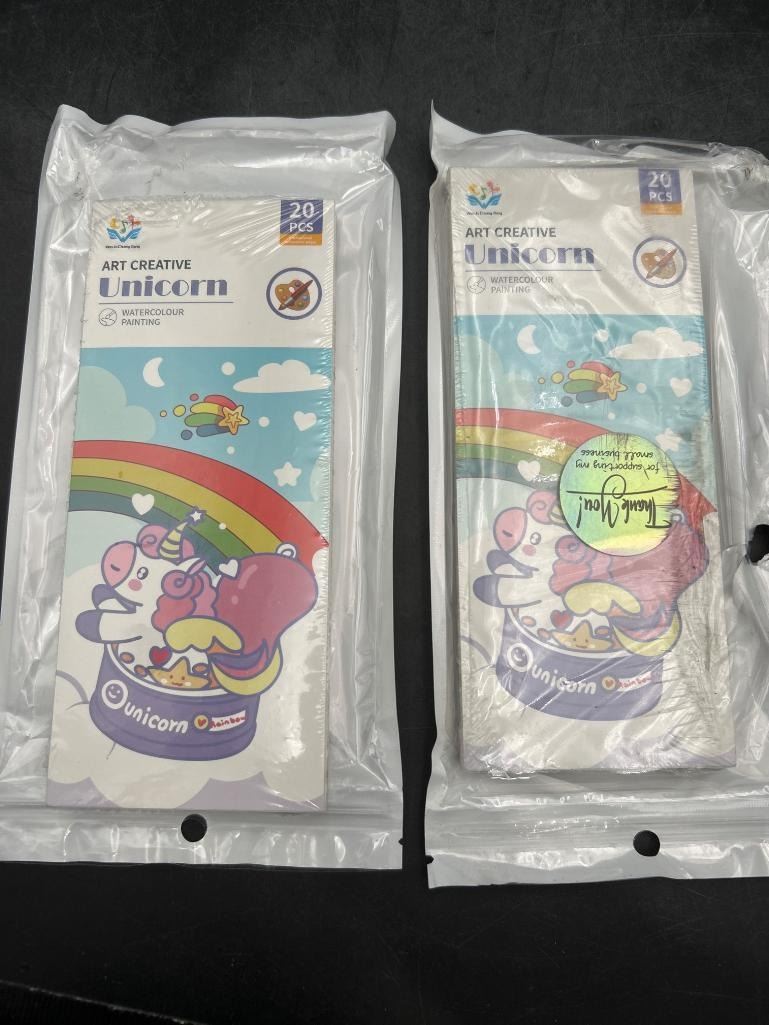 20
PCS
ART CREATIVE
Unicorn
WATERCOLOUR
PAINTING
unicorn
Rainbow
20
PCS
ART CREATIVE
Unicorn
WATERCOLOUR
PAINTING
Thank You!
for supporting my
small business
unicorn
Rainbow